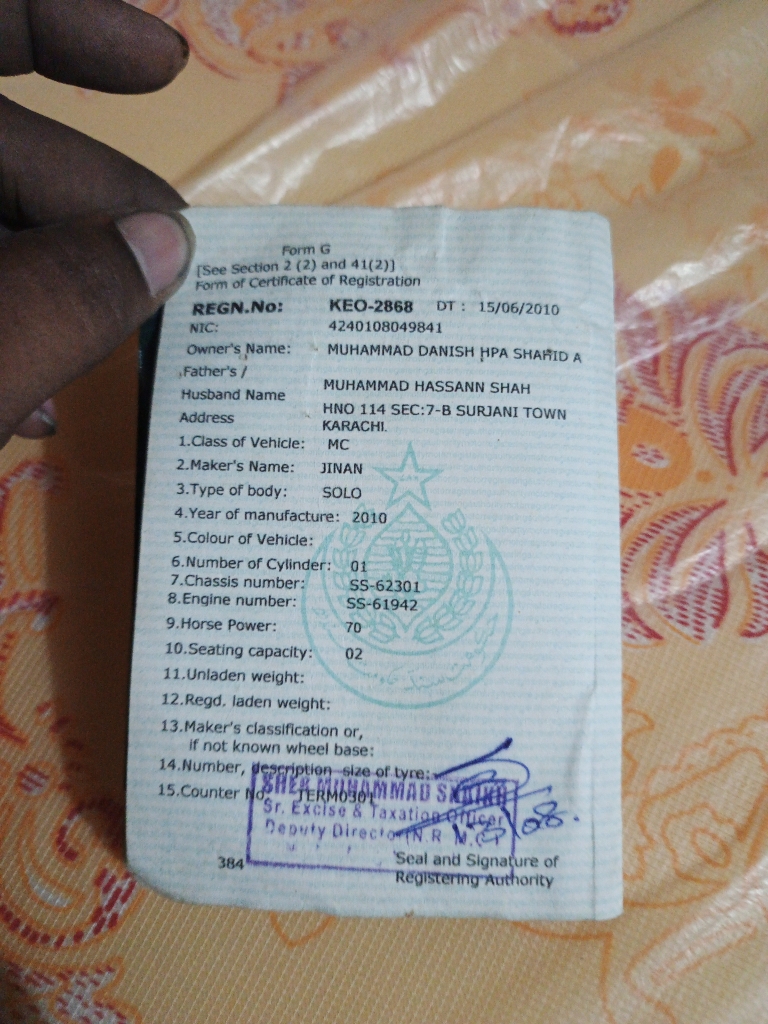 Form G
[See Section 2 (2) and 41(2)]
Form of Certificate of Registration
REGN.No: KEO-2868 DT : 15/06/2010
NIC: 4240108049841
Owner's Name: MUHAMMAD DANISH HPA SHAHID A
Father's /
Husband Name MUHAMMAD HASSANN SHAH
Address HNO 114 SEC:7-B SURJANI TOWN
KARACHI.
1.Class of Vehicle: MC
2.Maker's Name: JINAN
3.Type of body: SOLO
4.Year of manufacture: 2010
5.Colour of Vehicle:
6.Number of Cylinder: 01
7.Chassis number: SS-62301
8.Engine number: SS-61942
9.Horse Power: 70
10.Seating capacity: 02
11.Unladen weight:
12.Regd. laden weight:
13.Maker's classification or,
if not known wheel base:
14.Number, description size of tyre:
15.Counter No. TERM0301
SHER MUHAMMAD SHAIKH
Sr. Excise & Taxation Officer
Deputy Director
384 Seal and Signature of
Registering Authority